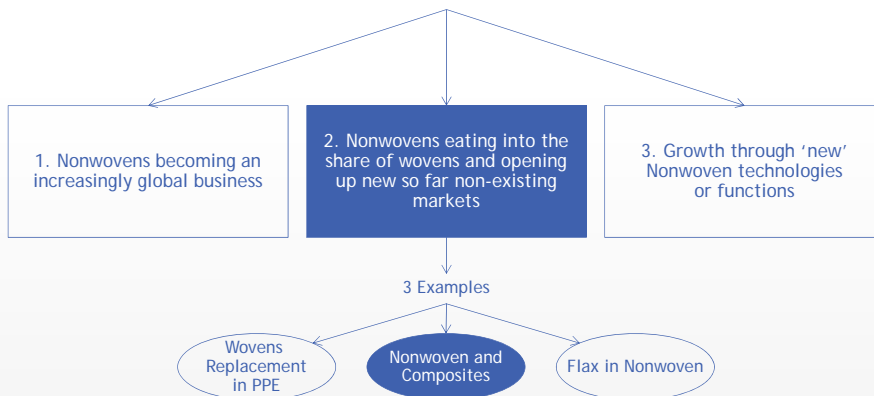 1. Nonwovens becoming an
increasingly global business
2. Nonwovens eating into the
share of wovens and opening
up new so far non-existing
markets
3. Growth through ‘new’
Nonwoven technologies
or functions
3 Examples
Wovens
Replacement
in PPE
Nonwoven and
Composites
Flax in Nonwoven